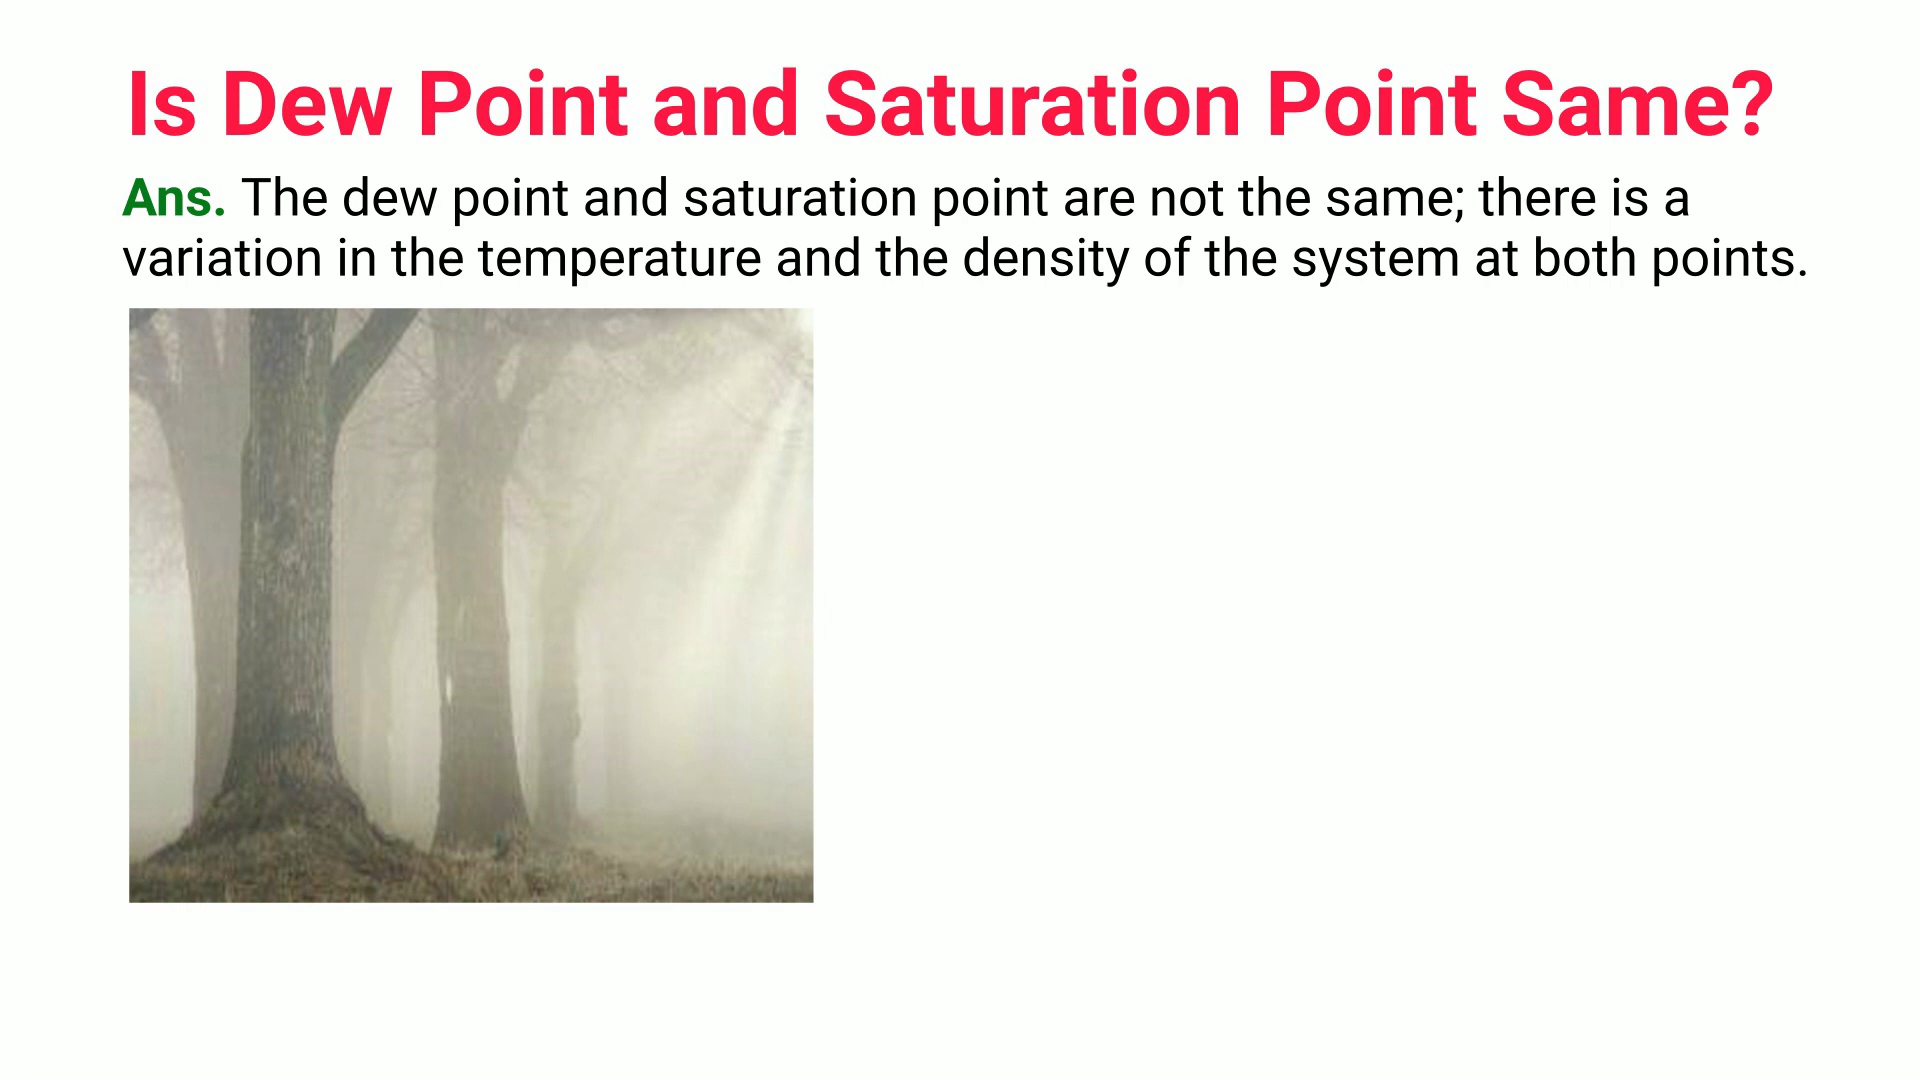 Is Dew Point and Saturation Point Same?
Ans. The dew point and saturation point are not the same; there is a
variation in the temperature and the density of the system at both points.